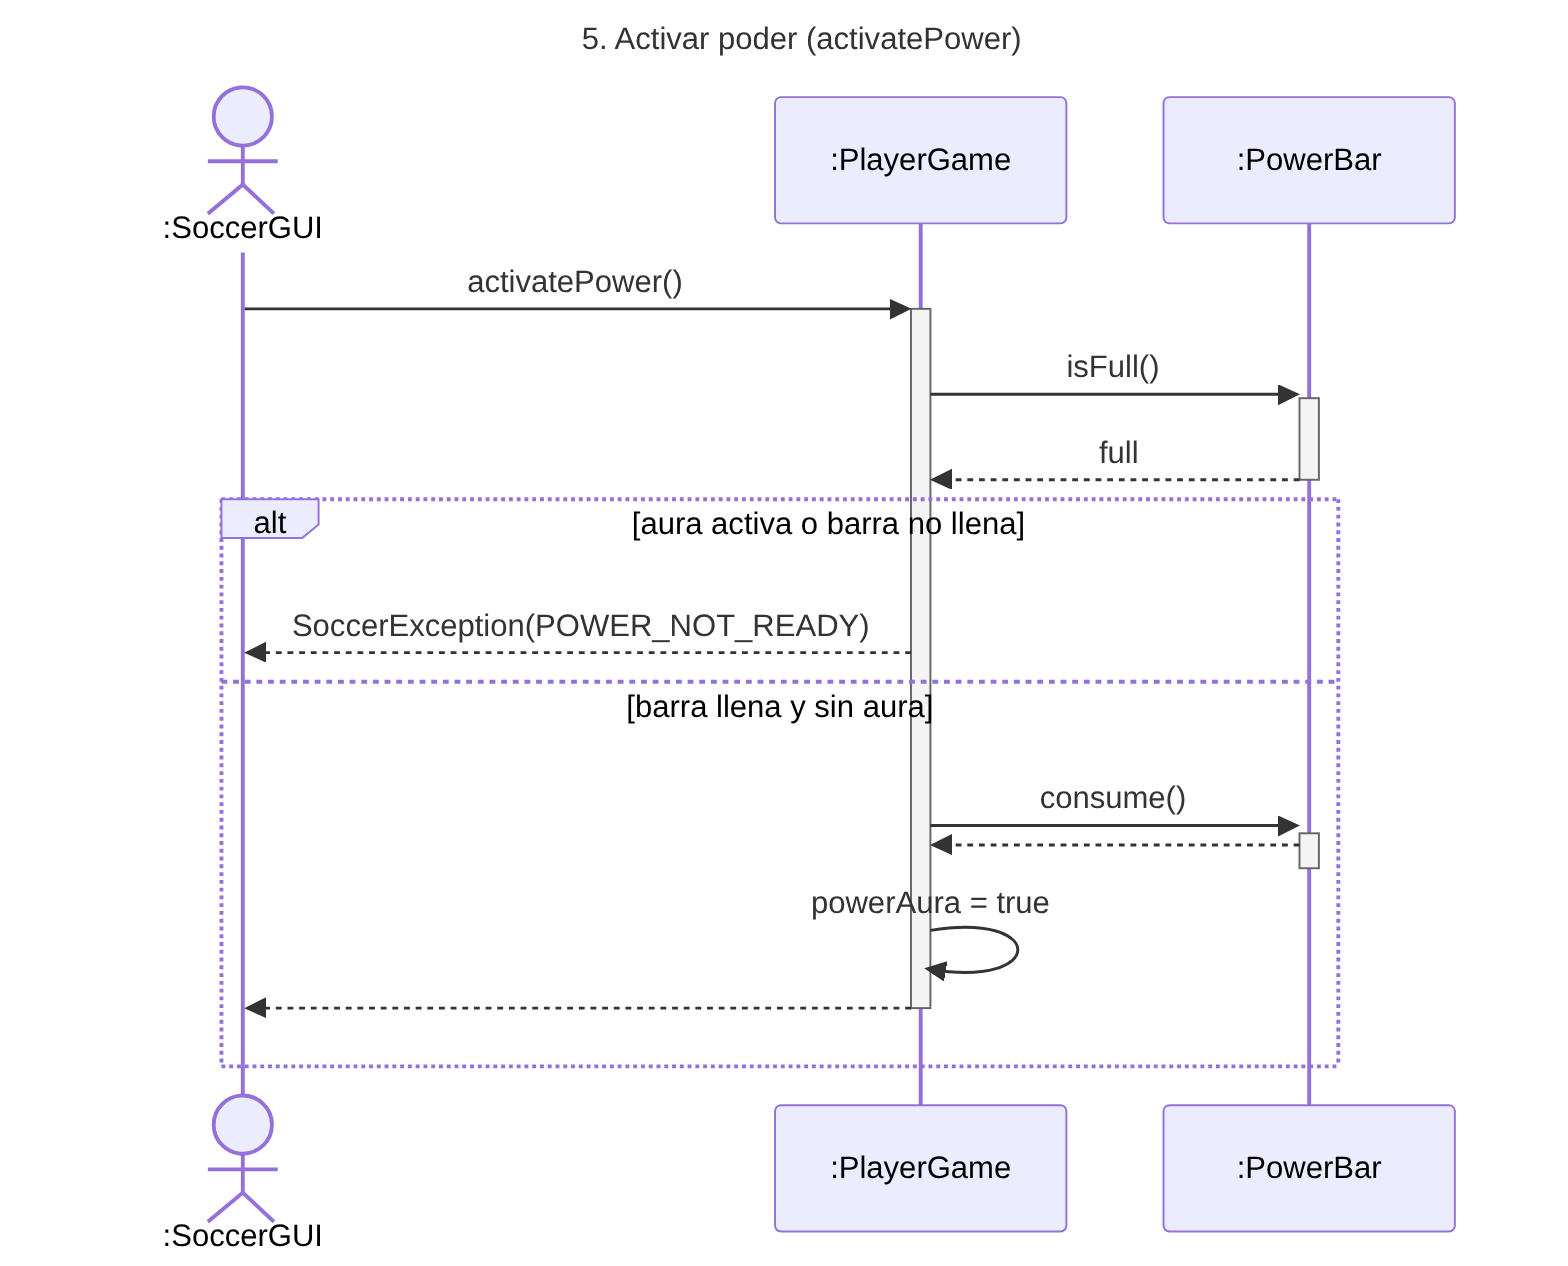 5. Activar poder (activatePower)
:SoccerGUI
:PlayerGame
:PowerBar
activatePower()
isFull()
full
alt
[aura activa o barra no llena]
SoccerException(POWER_NOT_READY)
[barra llena y sin aura]
consume()
powerAura = true
:SoccerGUI
:PlayerGame
:PowerBar